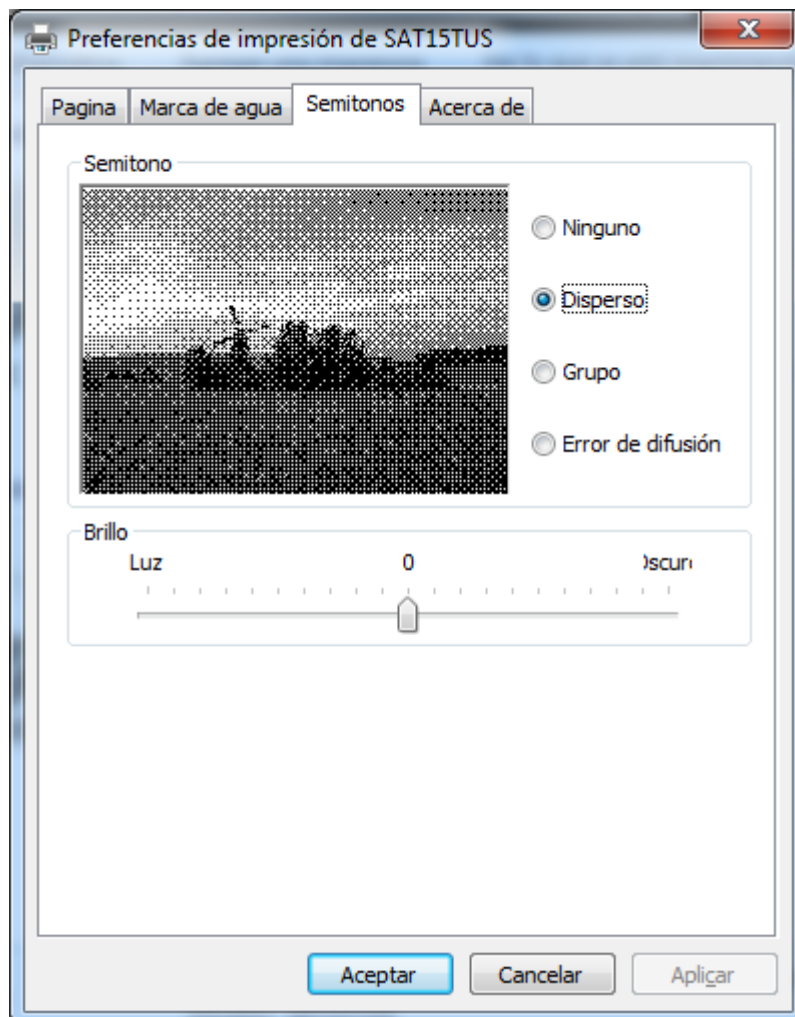 Preferencias de impresión de SAT15TUS
Pagina Marca de agua Semitonos Acerca de
Semitono
Ninguno
Disperso
Grupo
Error de difusión
Brillo
Luz 0 Oscuro
Aceptar Cancelar Aplicar